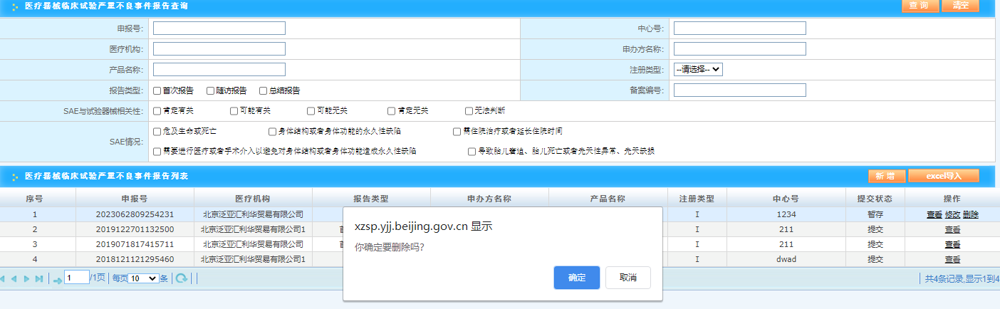 医疗器械临床试验严重不良事件报告查询 查 询 清空
申报号： 中心号：
医疗机构： 申办方名称：
产品名称： 注册类型： --请选择--
报告类型： 首次报告 随访报告 总结报告 备案编号：
SAE与试验器械相关性： 肯定有关 可能有关 可能无关 肯定无关 无法判断
SAE情况： 危及生命或死亡 身体结构或者身体功能的永久性缺陷 需住院治疗或者延长住院时间
需要进行医疗或者手术介入以避免对身体结构或者身体功能造成永久性缺陷 导致胎儿窘迫、胎儿死亡或者先天性异常、先天缺损
医疗器械临床试验严重不良事件报告列表 新 增 excel导入
序号 申报号 医疗机构 报告类型 申办方名称 产品名称 注册类型 中心号 提交状态 操作
1 2023062809254231 北京泛亚汇利华贸易有限公司 I 1234 暂存 查看 修改 删除
2 2019122701132500 北京泛亚汇利华贸易有限公司1 I 211 提交 查看
3 2019071817415711 北京泛亚汇利华贸易有限公司 I 211 提交 查看
4 2018121121295460 北京泛亚汇利华贸易有限公司1 I dwad 提交 查看
xzsp.yjj.beijing.gov.cn 显示
你确定要删除吗？
确定 取消
1 /1页 每页 10 条 共4条记录,显示1到4